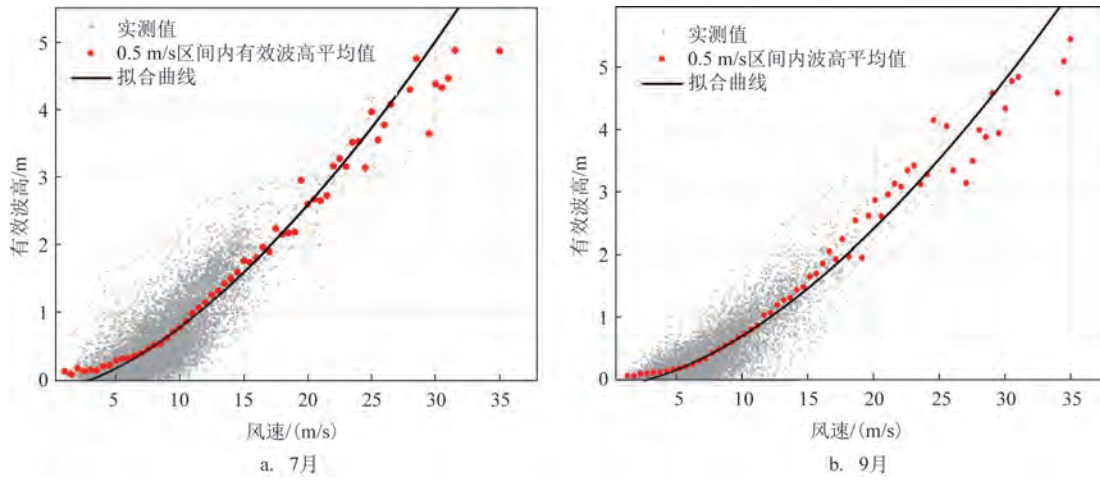 实测值
0.5 m/s区间内有效波高平均值
拟合曲线
5
4
3
2
1
0
有效波高/m
5 10 15 20 25 30 35
风速/(m/s)
a. 7月
实测值
0.5 m/s区间内波高平均值
拟合曲线
5
4
3
2
1
0
有效波高/m
5 10 15 20 25 30 35
风速/(m/s)
b. 9月